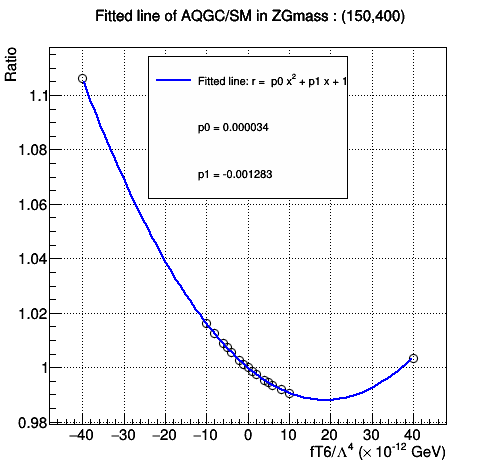 Fitted line of AQGC/SM in ZGmass : (150,400)
Ratio
Fitted line: r = p0 x² + p1 x + 1
p0 = 0.000034
p1 = -0.001283
1.1
1.08
1.06
1.04
1.02
1
0.98
−40 −30 −20 −10 0 10 20 30 40
fT6/Λ⁴ (× 10⁻¹² GeV)